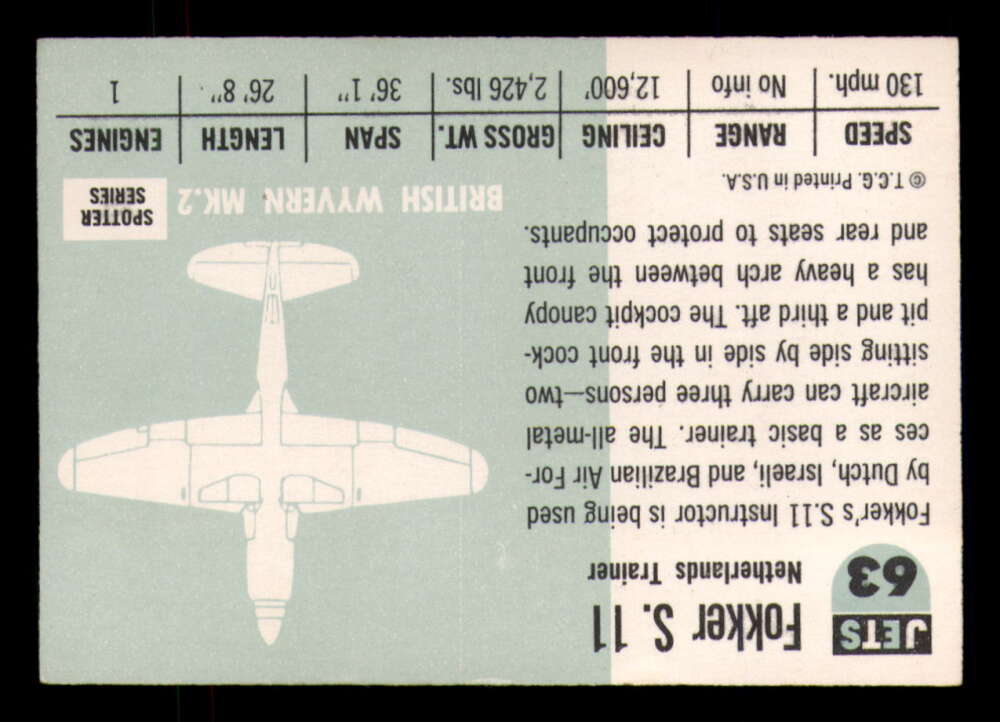 JETS
63
Fokker S.11
Netherlands Trainer
Fokker's S.11 Instructor is being used
by Dutch, Israeli, and Brazilian Air For-
ces as a basic trainer. The all-metal
aircraft can carry three persons—two
sitting side by side in the front cock-
pit and a third aft. The cockpit canopy
has a heavy arch between the front
and rear seats to protect occupants.
© T.C.G. Printed in U.S.A.
BRITISH WYVERN MK.2
SPOTTER
SERIES
SPEED RANGE CEILING GROSS WT. SPAN LENGTH ENGINES
130 mph. No info 12,600' 2,426 lbs. 36' 1" 26' 8" 1